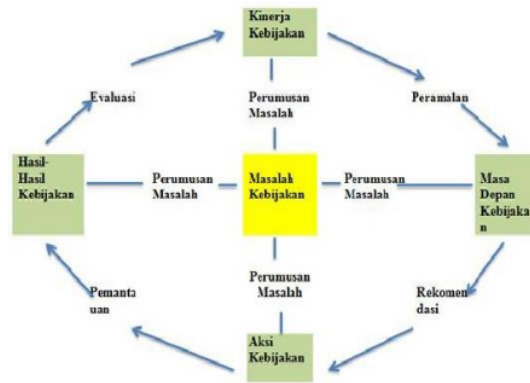 Kinerja
Kebijakan
Evaluasi
Perumusan
Masalah
Peramalan
Hasil-
Hasil
Kebijakan
Perumusan
Masalah
Masalah
Kebijakan
Perumusan
Masalah
Masa
Depan
Kebijaka
n
Perumusan
Masalah
Pemanta
uan
Rekomen
dasi
Aksi
Kebijakan